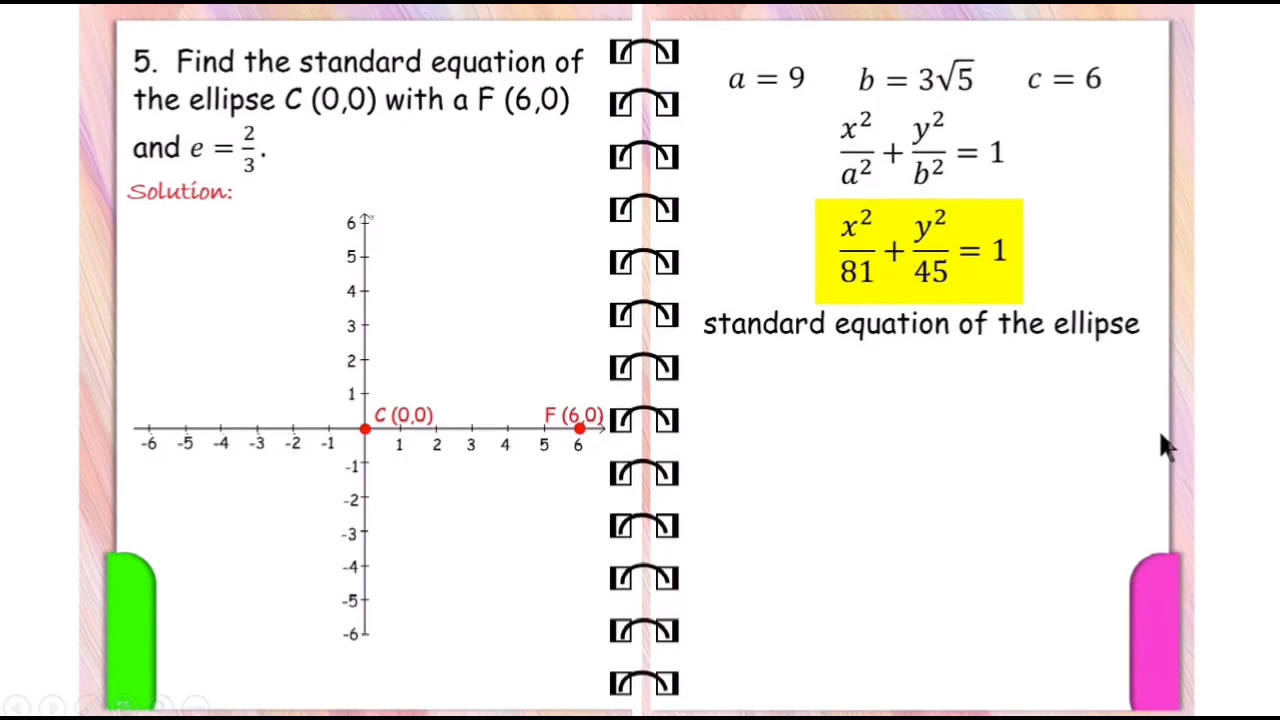 5. Find the standard equation of
the ellipse C (0,0) with a F (6,0)
and e = 2/3.
Solution:
y
6
5
4
3
2
1
C (0,0)
F (6,0)
-6 -5 -4 -3 -2 -1 1 2 3 4 5 6
-1
-2
-3
-4
-5
-6
a = 9 b = 3√5 c = 6
x²/a² + y²/b² = 1
x²/81 + y²/45 = 1
standard equation of the ellipse